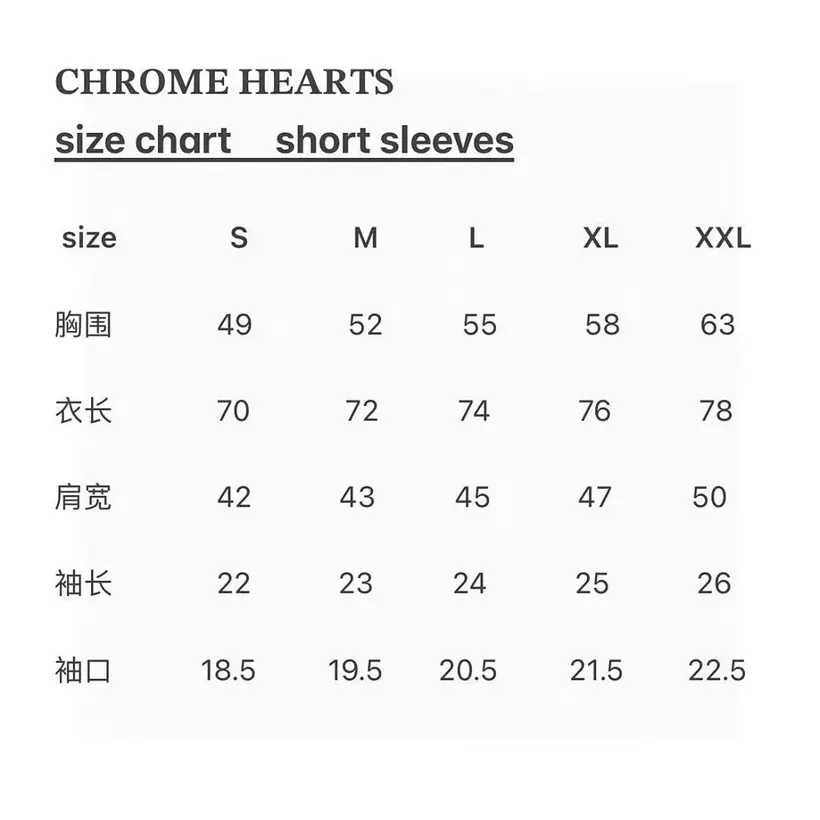 CHROME HEARTS
size chart short sleeves
size S M L XL XXL
胸围 49 52 55 58 63
衣长 70 72 74 76 78
肩宽 42 43 45 47 50
袖长 22 23 24 25 26
袖口 18.5 19.5 20.5 21.5 22.5